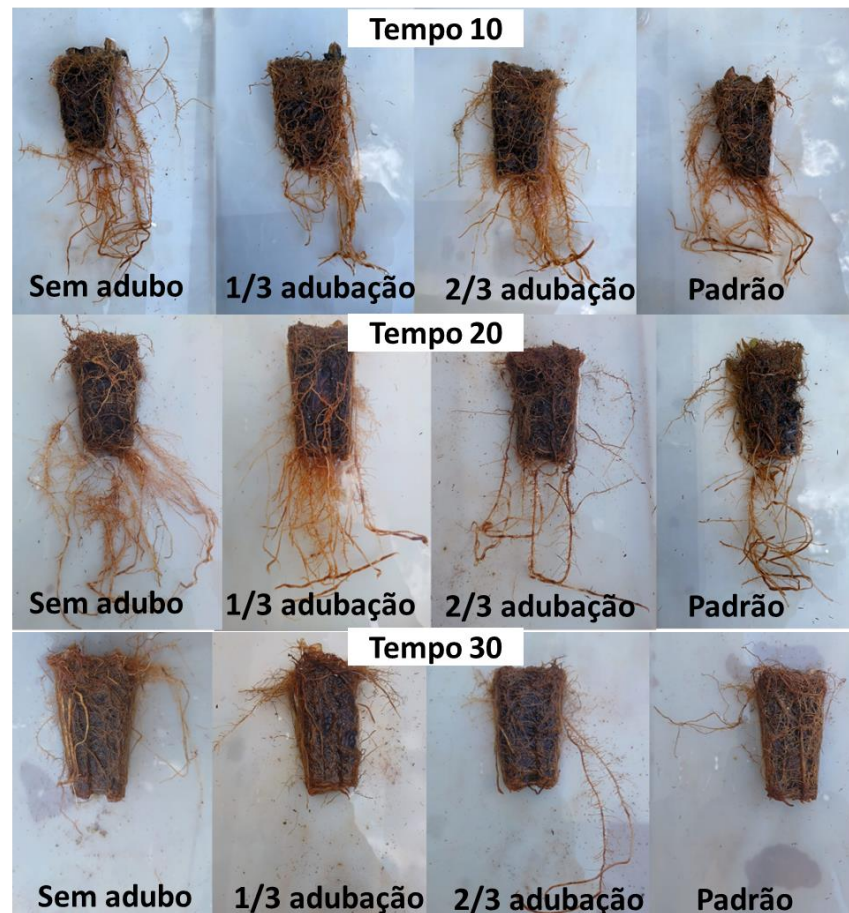 Tempo 10
Sem adubo
1/3 adubação
2/3 adubação
Padrão
Tempo 20
Sem adubo
1/3 adubação
2/3 adubação
Padrão
Tempo 30
Sem adubo
1/3 adubação
2/3 adubação
Padrão